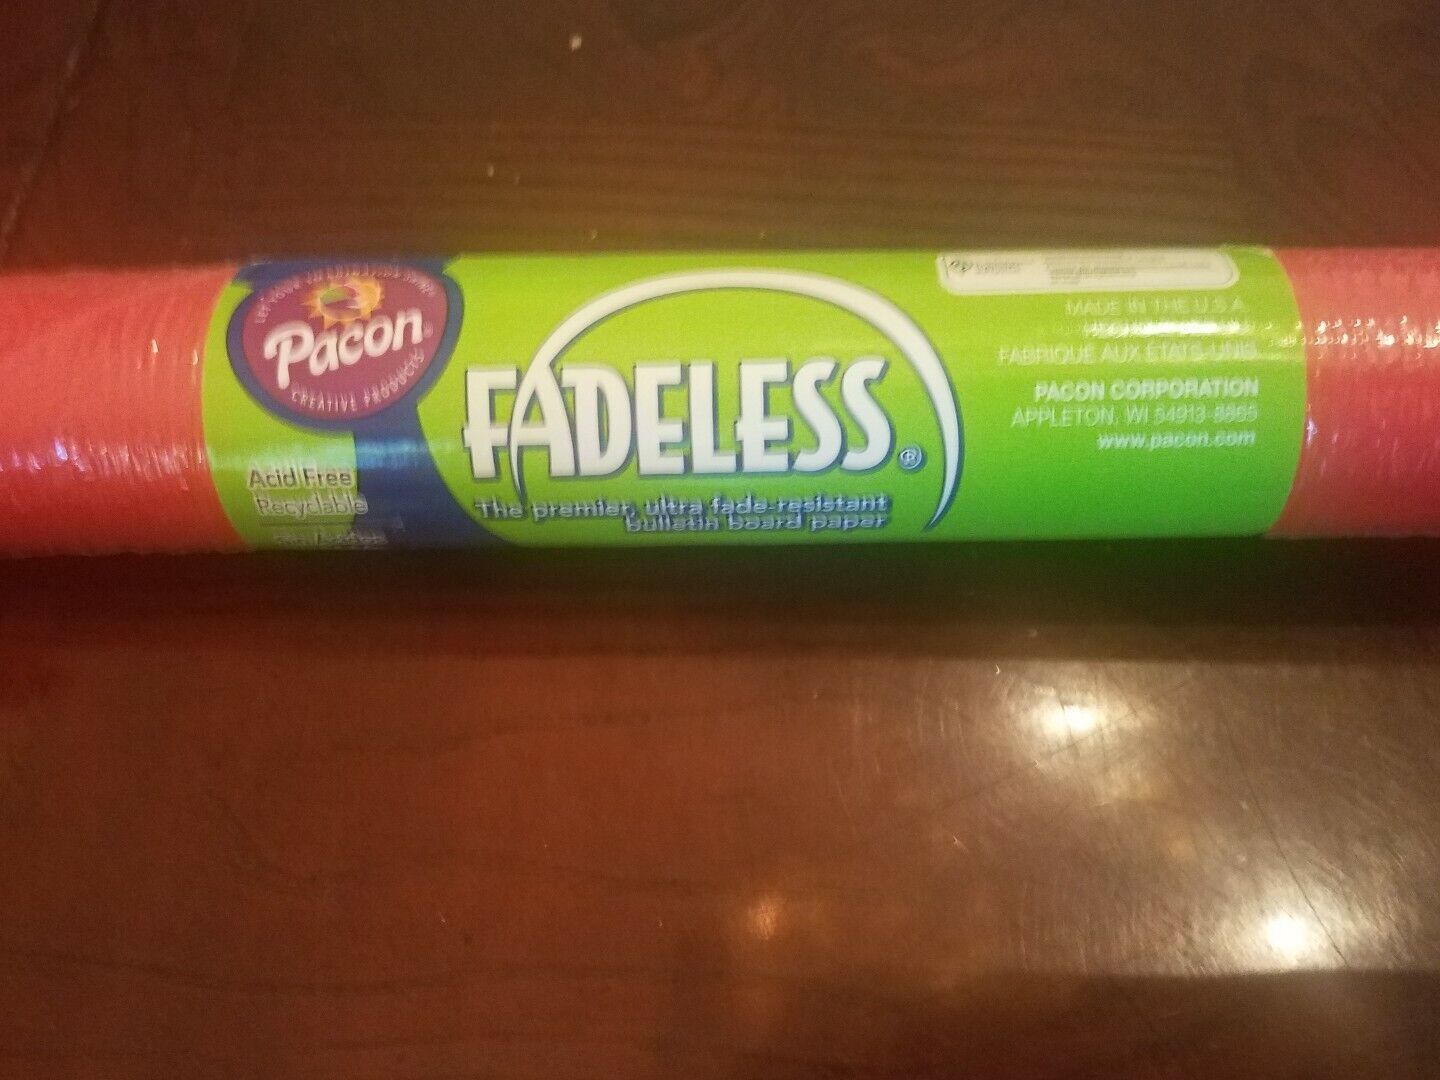 Pacon®
CREATIVE PRODUCTS
Acid Free
Recyclable
FADELESS®
The premier, ultra fade-resistant
bulletin board paper
MADE IN THE U.S.A.
FABRIQUE AUX ETATS-UNIS
PACON CORPORATION
APPLETON, WI 54913-8865
www.pacon.com